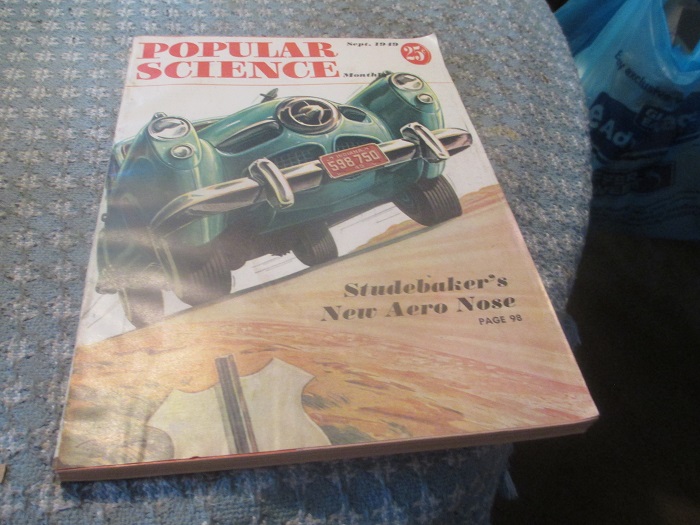 POPULAR
SCIENCE
Monthly
Sept. 1949
25¢
598 750
Studebaker's
New Aero Nose
PAGE 98